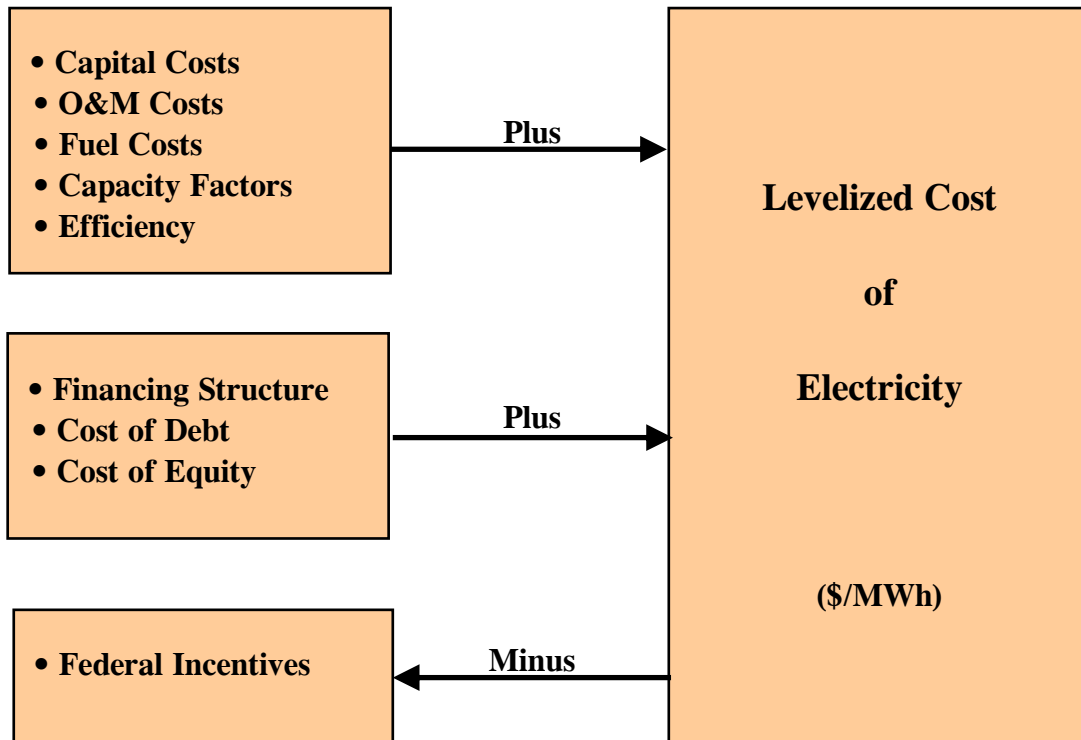 • Capital Costs
• O&M Costs
• Fuel Costs
• Capacity Factors
• Efficiency
Plus
• Financing Structure
• Cost of Debt
• Cost of Equity
Plus
• Federal Incentives
Minus
Levelized Cost
of
Electricity
($/MWh)